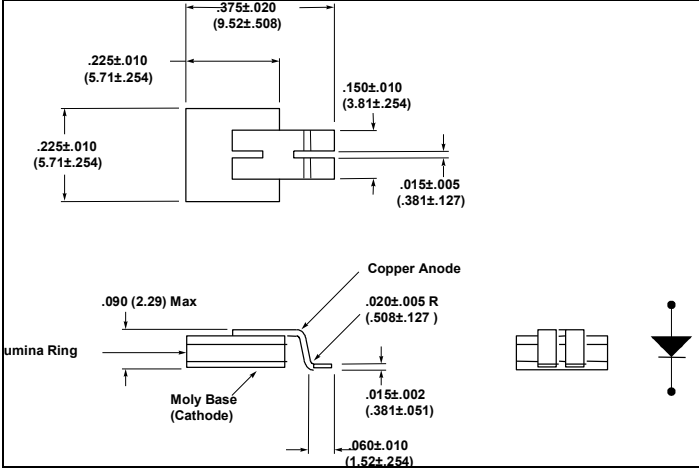 .375±.020
(9.52±.508)
.225±.010
(5.71±.254)
.150±.010
(3.81±.254)
.225±.010
(5.71±.254)
.015±.005
(.381±.127)
Copper Anode
.090 (2.29) Max
.020±.005 R
(.508±.127 )
umina Ring
Moly Base
(Cathode)
.015±.002
(.381±.051)
.060±.010
(1.52±.254)